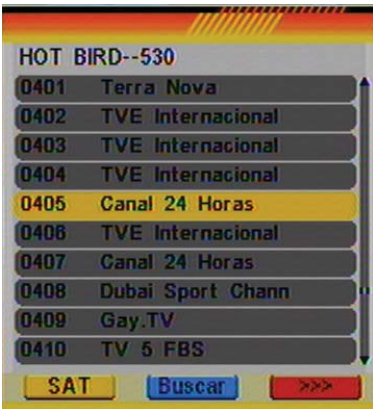 HOT BIRD--530
0401 Terra Nova
0402 TVE Internacional
0403 TVE Internacional
0404 TVE Internacional
0405 Canal 24 Horas
0406 TVE Internacional
0407 Canal 24 Horas
0408 Dubai Sport Chann
0409 Gay.TV
0410 TV 5 FBS
SAT Buscar >>>